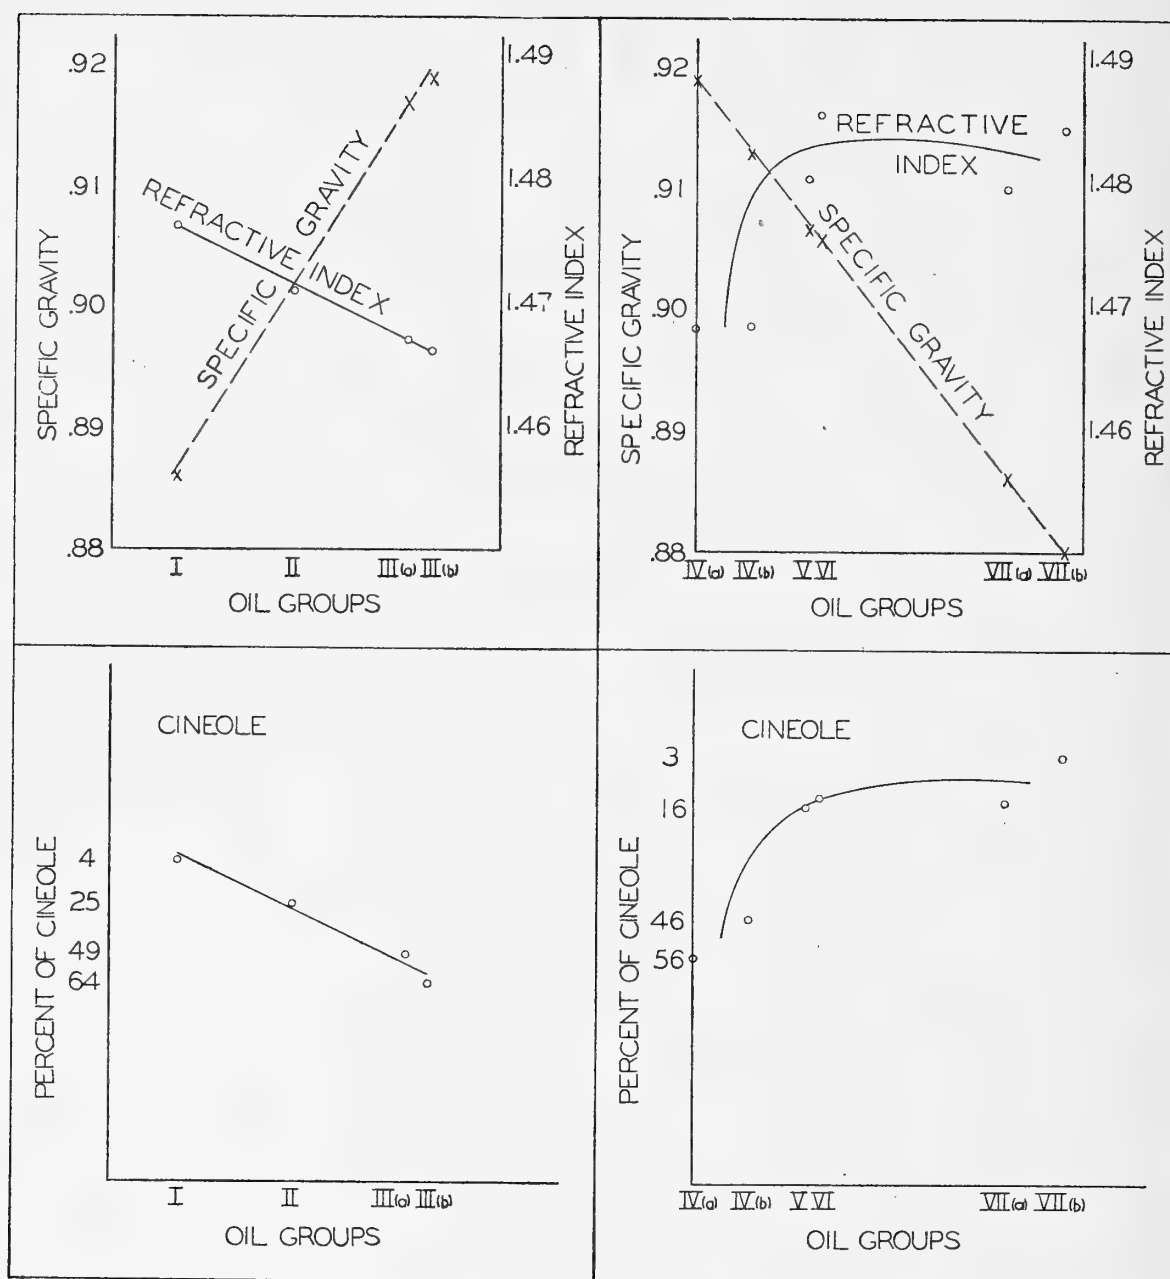 .92
.91
.90
.89
.88
SPECIFIC GRAVITY
1.49
1.48
1.47
1.46
REFRACTIVE INDEX
REFRACTIVE INDEX
SPECIFIC GRAVITY
I II III(a) III(b)
OIL GROUPS
.92
.91
.90
.89
.88
SPECIFIC GRAVITY
1.49
1.48
1.47
1.46
REFRACTIVE INDEX
REFRACTIVE
INDEX
SPECIFIC GRAVITY
IV(a) IV(b) V VI VII(a) VII(b)
OIL GROUPS
CINEOLE
4
25
49
64
PERCENT OF CINEOLE
I II III(a) III(b)
OIL GROUPS
CINEOLE
3
16
46
56
PERCENT OF CINEOLE
IV(a) IV(b) V VI VII(a) VII(b)
OIL GROUPS